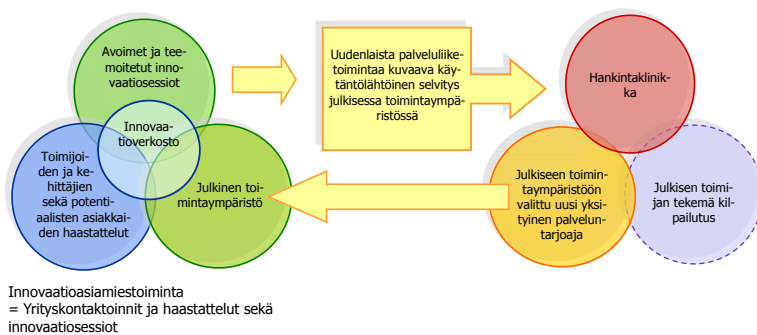 Avoimet ja tee-
moitetut inno-
vaatiosessiot
Innovaa-
tioverkosto
Toimijoi-
den ja ke-
hittäjien
sekä potenti-
aalisten asiakkai-
den haastattelut
Julkinen toi-
mintaympäristö
Uudenlaista palveluliike-
toimintaa kuvaava käy-
täntölähtöinen selvitys
julkisessa toimintaympä-
ristössä
Hankintaklinik-
ka
Julkiseen toimin-
taympäristöön
valittu uusi yksi-
tyinen palvelun-
tarjoaja
Julkisen toimi-
jan tekemä kil-
pailutus
Innovaatioasiamiestoiminta
= Yrityskontaktoinnit ja haastattelut sekä
innovaatiosessiot